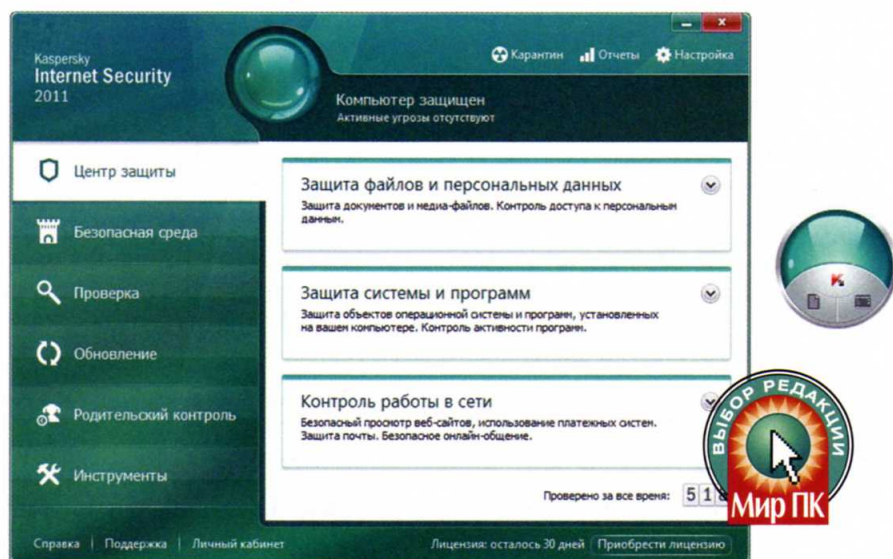 Kaspersky
Internet Security
2011
Карантин
Отчеты
Настройка
Компьютер защищен
Активные угрозы отсутствуют
Центр защиты
Безопасная среда
Проверка
Обновление
Родительский контроль
Инструменты
Защита файлов и персональных данных
Защита документов и медиа-файлов. Контроль доступа к персональным
данным.
Защита системы и программ
Защита объектов операционной системы и программ, установленных
на вашем компьютере. Контроль активности программ.
Контроль работы в сети
Безопасный просмотр веб-сайтов, использование платежных систем.
Защита почты. Безопасное онлайн-общение.
Проверено за все время: 51
Справка | Поддержка | Личный кабинет
Лицензия: осталось 30 дней
Приобрести лицензию
ВЫБОР РЕДАКЦИИ
Мир ПК